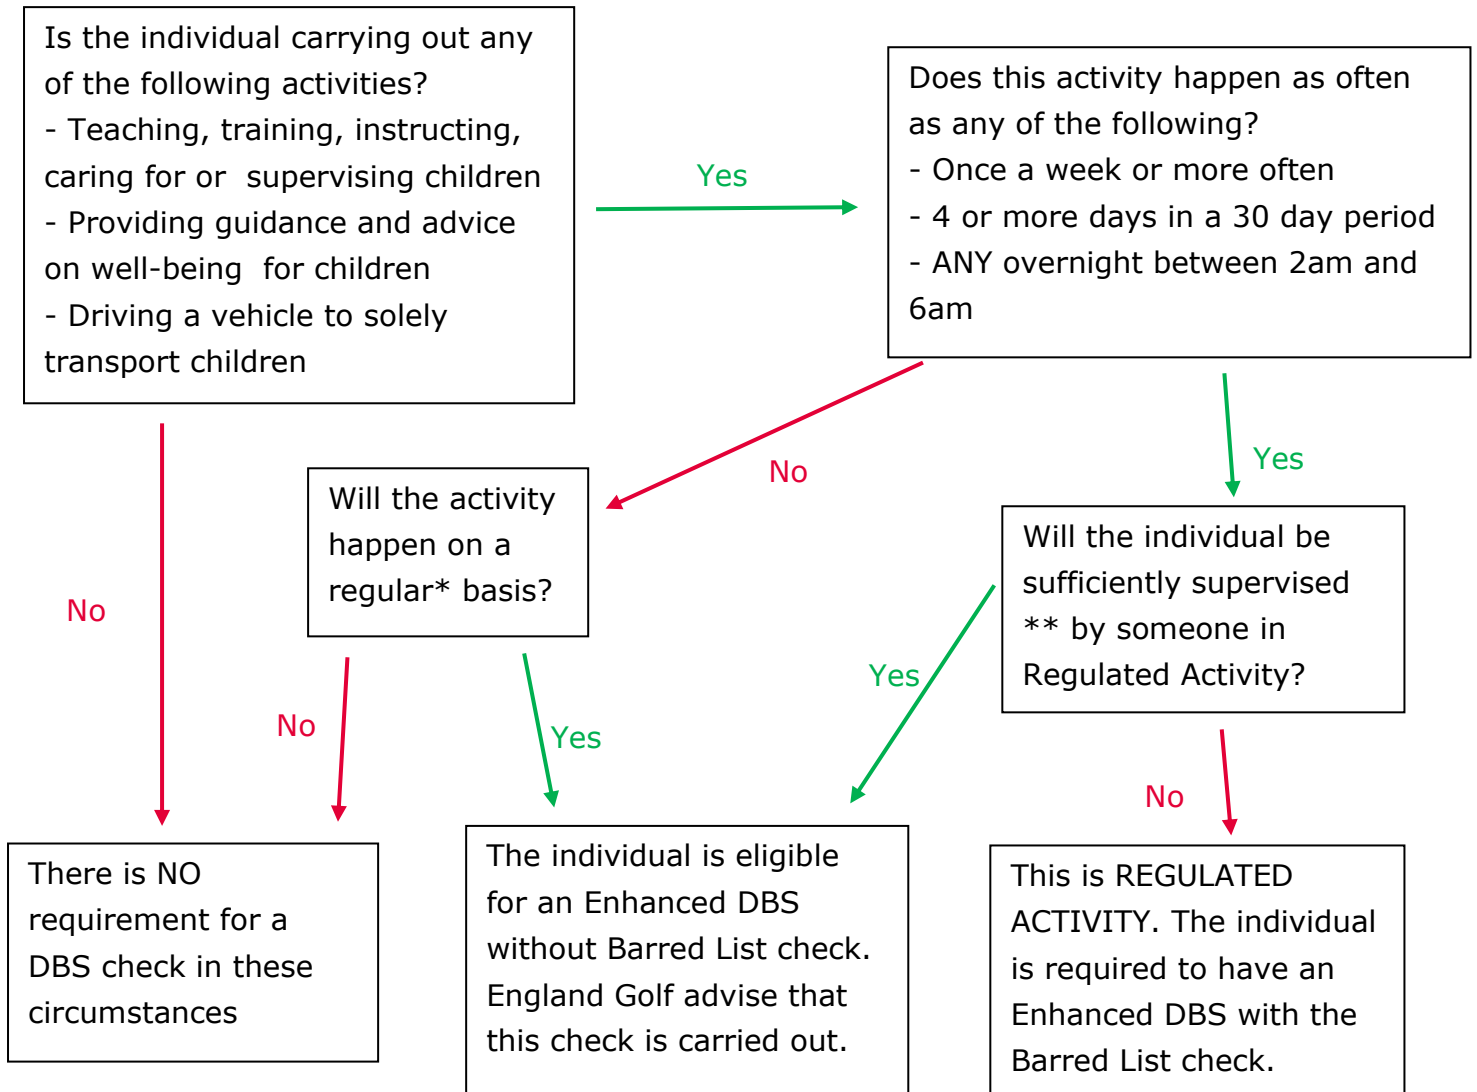 Is the individual carrying out any
of the following activities?
- Teaching, training, instructing,
caring for or  supervising children
- Providing guidance and advice
on well-being  for children
- Driving a vehicle to solely
transport children
Yes
Does this activity happen as often
as any of the following?
- Once a week or more often
- 4 or more days in a 30 day period
- ANY overnight between 2am and
6am
No
Will the activity
happen on a
regular* basis?
No
Yes
Will the individual be
sufficiently supervised
** by someone in
Regulated Activity?
No
Yes
Yes
No
There is NO
requirement for a
DBS check in these
circumstances
The individual is eligible
for an Enhanced DBS
without Barred List check.
England Golf advise that
this check is carried out.
This is REGULATED
ACTIVITY. The individual
is required to have an
Enhanced DBS with the
Barred List check.